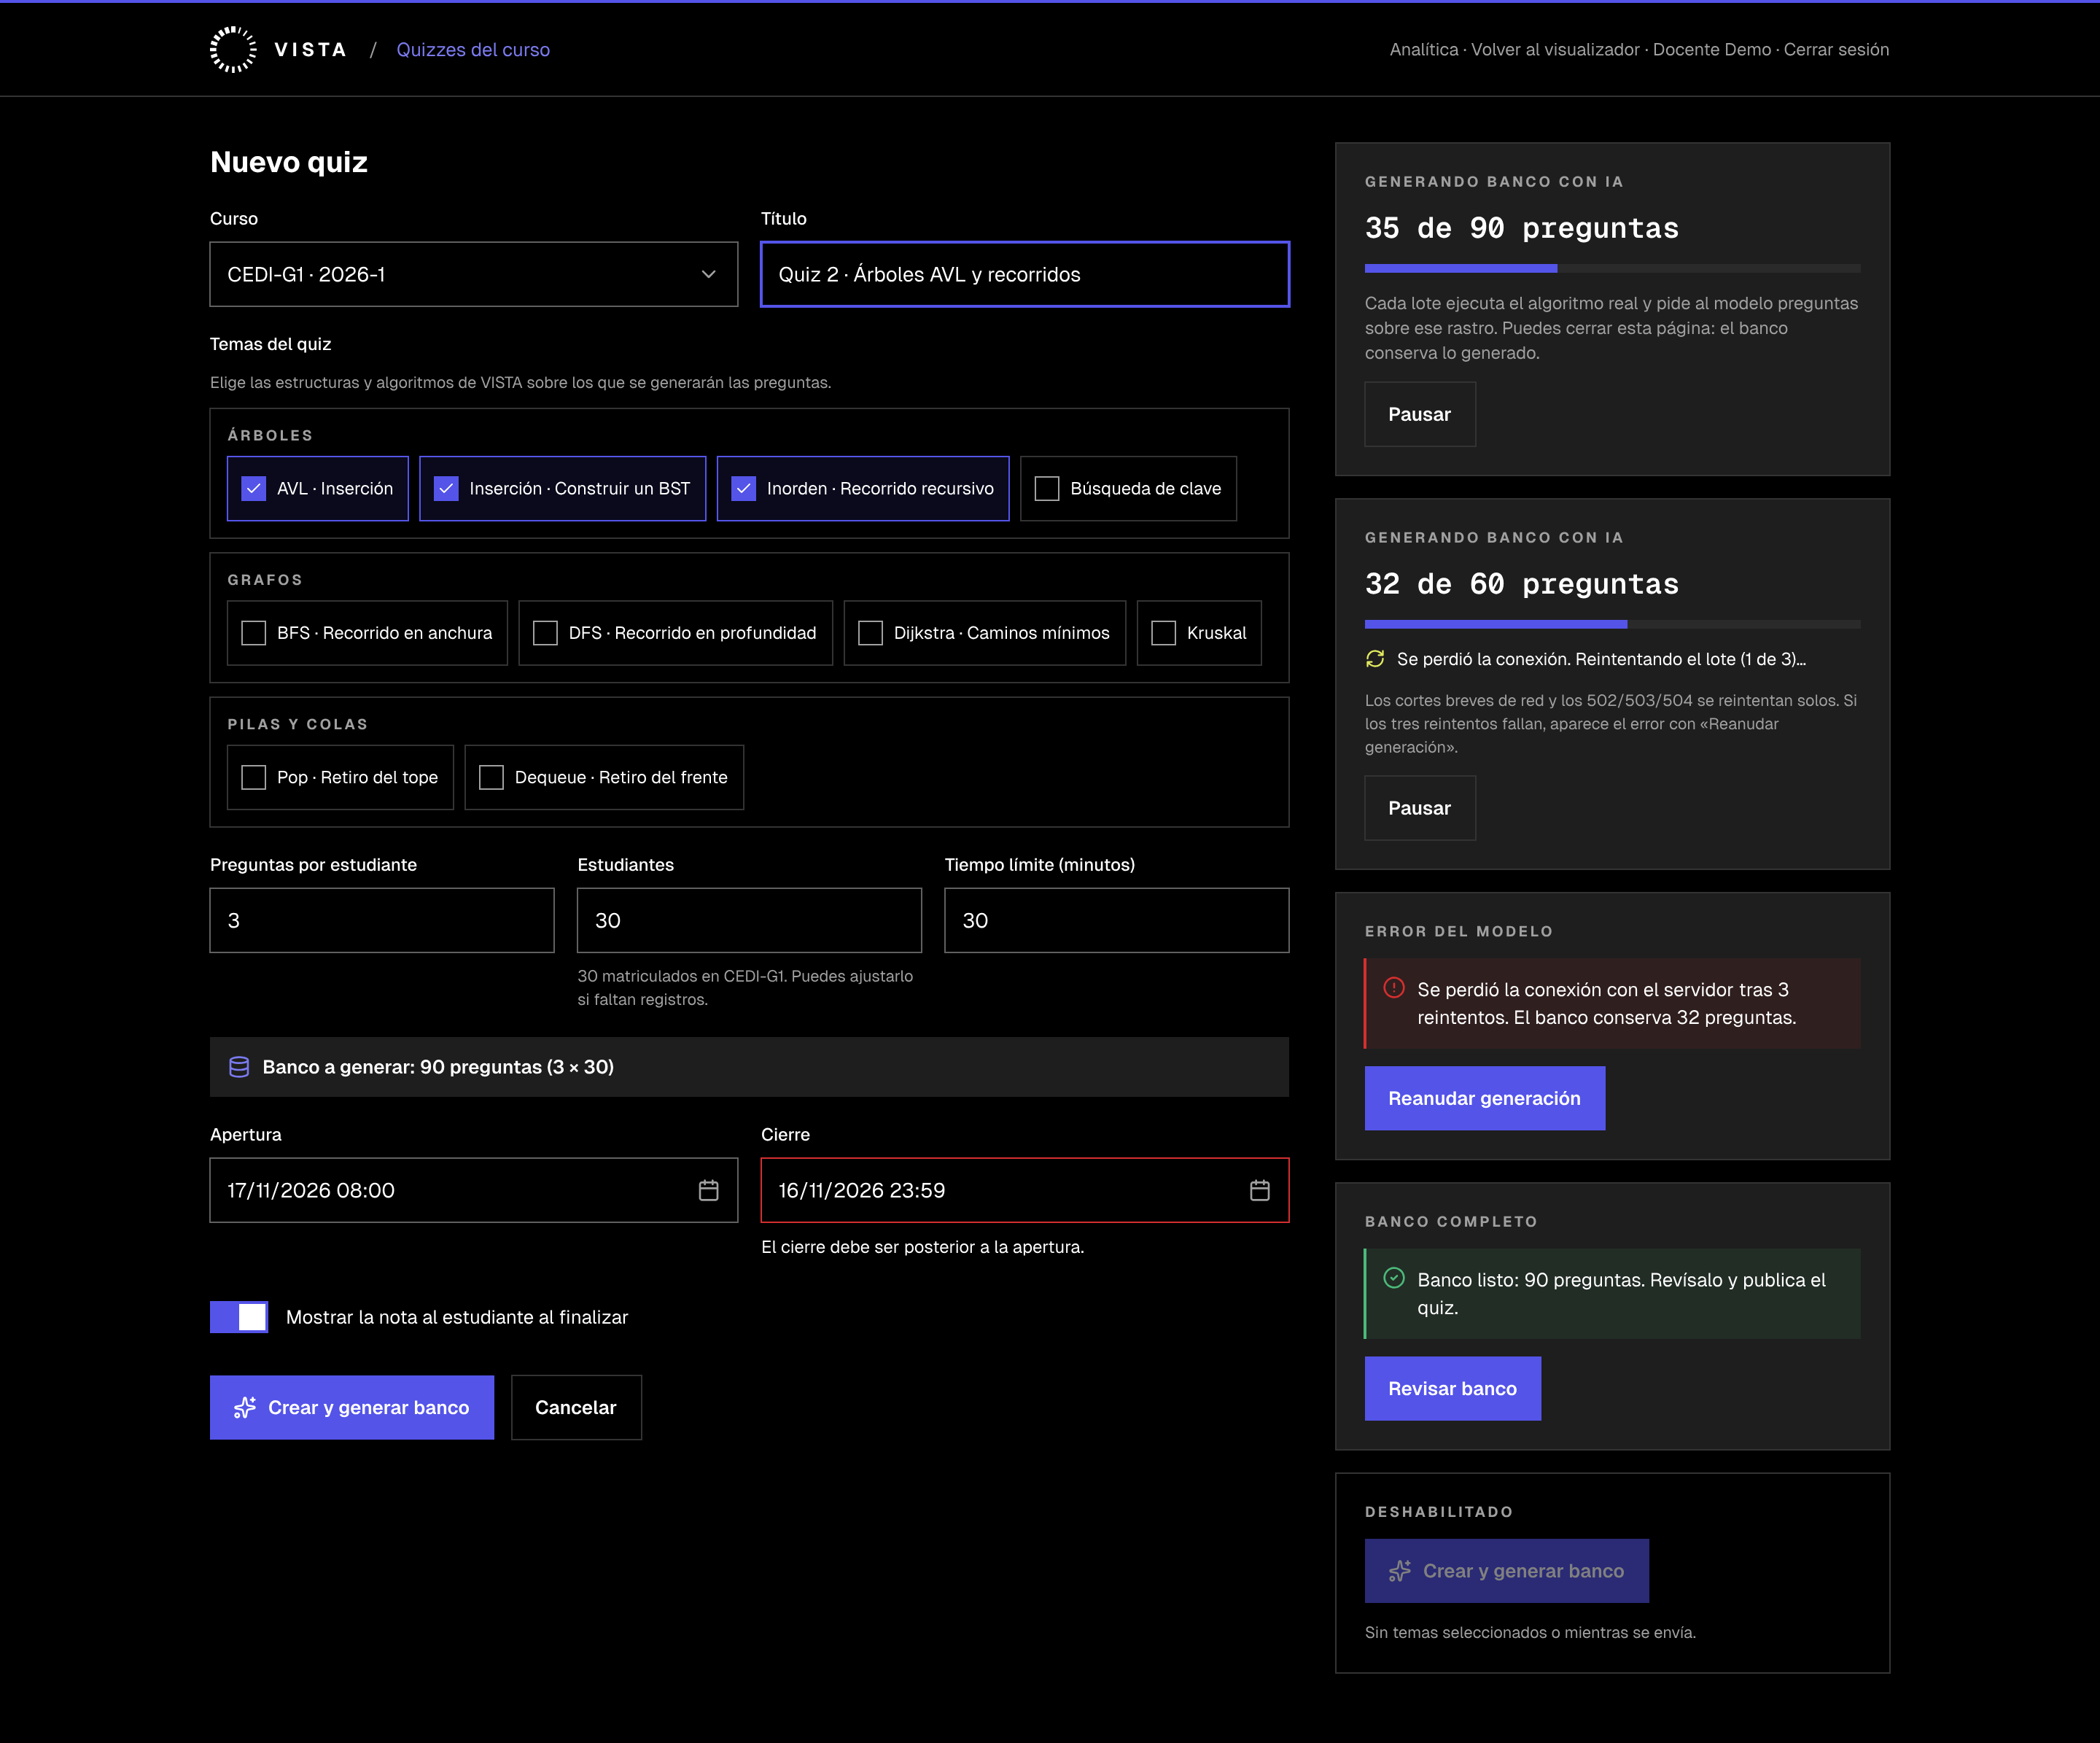 VISTA / Quizzes del curso
Analítica · Volver al visualizador · Docente Demo · Cerrar sesión
Nuevo quiz
Curso
Título
CEDI-G1 · 2026-1
Quiz 2 · Árboles AVL y recorridos
Temas del quiz
Elige las estructuras y algoritmos de VISTA sobre los que se generarán las preguntas.
ÁRBOLES
AVL · Inserción
Inserción · Construir un BST
Inorden · Recorrido recursivo
Búsqueda de clave
GRAFOS
BFS · Recorrido en anchura
DFS · Recorrido en profundidad
Dijkstra · Caminos mínimos
Kruskal
PILAS Y COLAS
Pop · Retiro del tope
Dequeue · Retiro del frente
Preguntas por estudiante
Estudiantes
Tiempo límite (minutos)
3
30
30
30 matriculados en CEDI-G1. Puedes ajustarlo
si faltan registros.
Banco a generar: 90 preguntas (3 × 30)
Apertura
Cierre
17/11/2026 08:00
16/11/2026 23:59
El cierre debe ser posterior a la apertura.
Mostrar la nota al estudiante al finalizar
Crear y generar banco
Cancelar
GENERANDO BANCO CON IA
35 de 90 preguntas
Cada lote ejecuta el algoritmo real y pide al modelo preguntas
sobre ese rastro. Puedes cerrar esta página: el banco
conserva lo generado.
Pausar
GENERANDO BANCO CON IA
32 de 60 preguntas
Se perdió la conexión. Reintentando el lote (1 de 3)...
Los cortes breves de red y los 502/503/504 se reintentan solos. Si
los tres reintentos fallan, aparece el error con «Reanudar
generación».
Pausar
ERROR DEL MODELO
Se perdió la conexión con el servidor tras 3
reintentos. El banco conserva 32 preguntas.
Reanudar generación
BANCO COMPLETO
Banco listo: 90 preguntas. Revísalo y publica el
quiz.
Revisar banco
DESHABILITADO
Crear y generar banco
Sin temas seleccionados o mientras se envía.